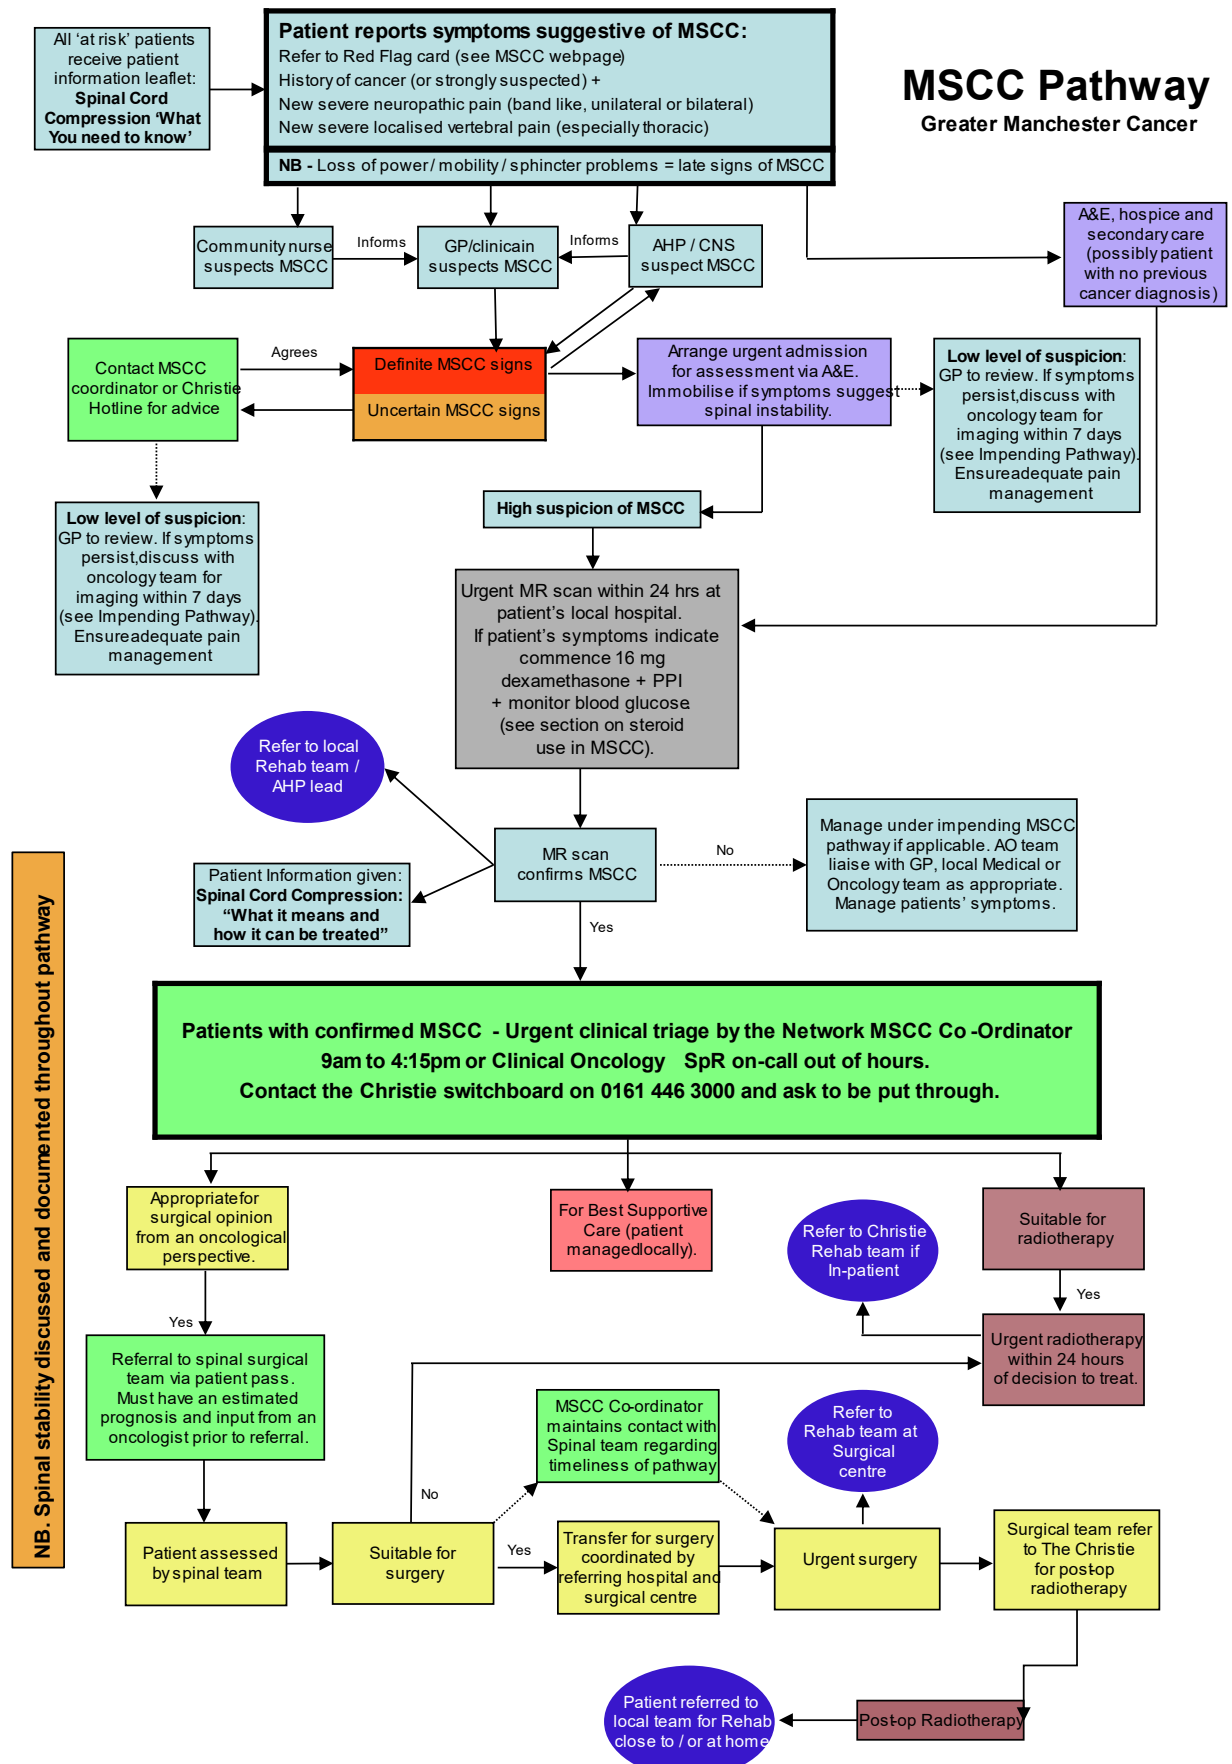 All ‘at risk’ patients
receive patient
information leaflet:
Spinal Cord
Compression ‘What
You need to know’
Patient reports symptoms suggestive of MSCC:
Refer to Red Flag card (see MSCC webpage)
History of cancer (or strongly suspected) +
New severe neuropathic pain (band like, unilateral or bilateral)
New severe localised vertebral pain (especially thoracic)
NB - Loss of power / mobility / sphincter problems = late signs of MSCC
MSCC Pathway
Greater Manchester Cancer
Community nurse
suspects MSCC
Informs
GP/clinicain
suspects MSCC
Informs
AHP / CNS
suspect MSCC
A&E, hospice and
secondary care
(possibly patient
with no previous
cancer diagnosis)
Contact MSCC
coordinator or Christie
Hotline for advice
Agrees
Definite MSCC signs
Uncertain MSCC signs
Arrange urgent admission
for assessment via A&E.
Immobilise if symptoms suggest
spinal instability.
Low level of suspicion:
GP to review. If symptoms
persist,discuss with
oncology team for
imaging within 7 days
(see Impending Pathway).
Ensureadequate pain
management
Low level of suspicion:
GP to review. If symptoms
persist,discuss with
oncology team for
imaging within 7 days
(see Impending Pathway).
Ensureadequate pain
management
High suspicion of MSCC
Urgent MR scan within 24 hrs at
patient’s local hospital.
If patient’s symptoms indicate
commence 16 mg
dexamethasone + PPI
+ monitor blood glucose.
(see section on steroid
use in MSCC).
Refer to local
Rehab team /
AHP lead
MR scan
confirms MSCC
No
Manage under impending MSCC
pathway if applicable. AO team
liaise with GP, local Medical or
Oncology team as appropriate.
Manage patients’ symptoms.
Patient Information given:
Spinal Cord Compression:
“What it means and
how it can be treated”
Yes
NB. Spinal stability discussed and documented throughout pathway
Patients with confirmed MSCC - Urgent clinical triage by the Network MSCC Co -Ordinator
9am to 4:15pm or Clinical Oncology SpR on-call out of hours.
Contact the Christie switchboard on 0161 446 3000 and ask to be put through.
Appropriatefor
surgical opinion
from an oncological
perspective.
For Best Supportive
Care (patient
managedlocally).
Refer to Christie
Rehab team if
In-patient
Suitable for
radiotherapy
Yes
Yes
Urgent radiotherapy
within 24 hours
of decision to treat.
Referral to spinal surgical
team via patient pass.
Must have an estimated
prognosis and input from an
oncologist prior to referral.
MSCC Co-ordinator
maintains contact with
Spinal team regarding
timeliness of pathway
Refer to
Rehab team at
Surgical
centre
No
Patient assessed
by spinal team
Suitable for
surgery
Yes
Transfer for surgery
coordinated by
referring hospital and
surgical centre
Urgent surgery
Surgical team refer
to The Christie
for post-op
radiotherapy
Patient referred to
local team for Rehab
close to / or at home
Post-op Radiotherapy